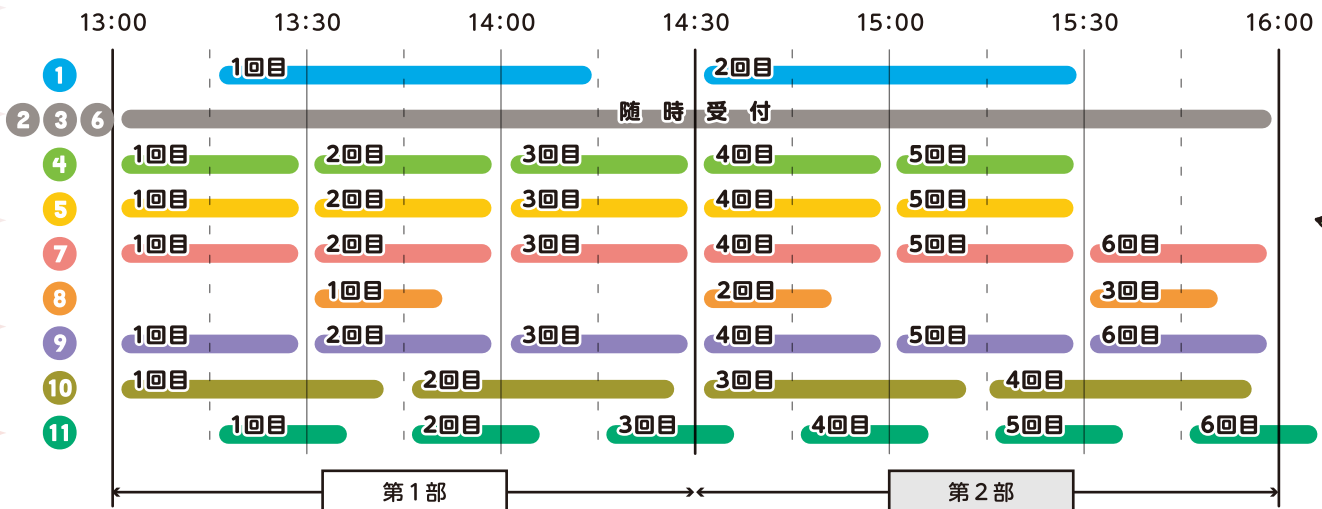 13:00 13:30 14:00 14:30 15:00 15:30 16:00
1 1回目 2回目
2 3 6 随時受付
4 1回目 2回目 3回目 4回目 5回目
5 1回目 2回目 3回目 4回目 5回目
7 1回目 2回目 3回目 4回目 5回目 6回目
8 1回目 2回目 3回目
9 1回目 2回目 3回目 4回目 5回目 6回目
10 1回目 2回目 3回目 4回目
11 1回目 2回目 3回目 4回目 5回目 6回目
第1部 第2部